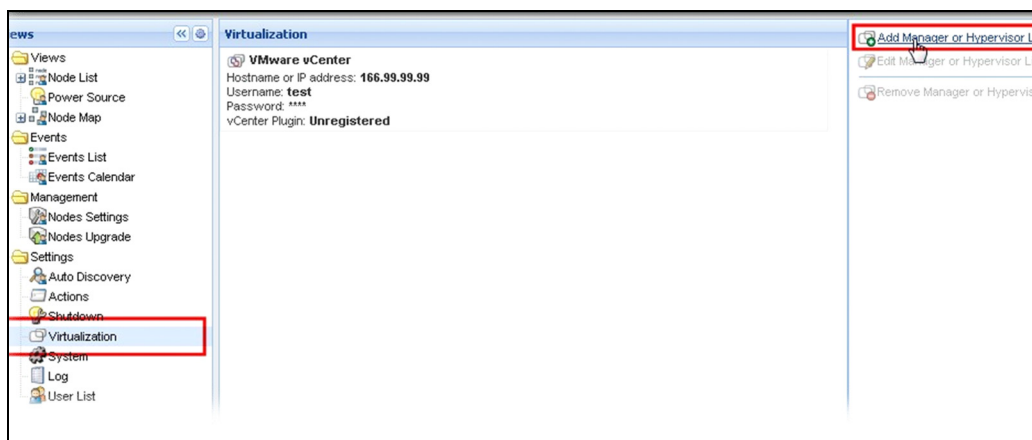 ews
Views
Node List
Power Source
Node Map
Events
Events List
Events Calendar
Management
Nodes Settings
Nodes Upgrade
Settings
Auto Discovery
Actions
Shutdown
Virtualization
System
Log
User List
Virtualization
VMware vCenter
Hostname or IP address: 166.99.99.99
Username: test
Password: ****
vCenter Plugin: Unregistered
Add Manager or Hypervisor L
Edit Manager or Hypervisor L
Remove Manager or Hypervis